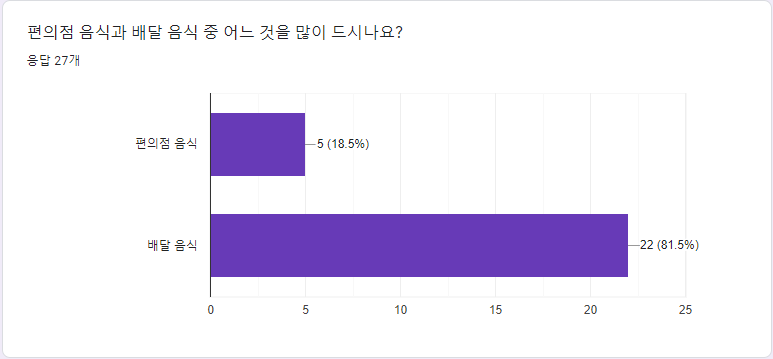 편의점 음식과 배달 음식 중 어느 것을 많이 드시나요?
응답 27개
편의점 음식
5 (18.5%)
배달 음식
22 (81.5%)
0 5 10 15 20 25